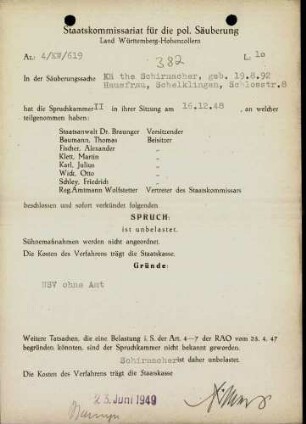 Staatskommissariat für die pol. Säuberung
Land Württemberg-Hohenzollern
Az.: 4/KW/619
382
L, 10
In der Säuberungssache Kä the Schirmacher, geb. 19.8.92
Hausfrau, Schelklingen, Schlosstr.8
hat die Spruchkammer II in ihrer Sitzung am 16.12.48, an welcher
teilgenommen haben:
Staatsanwalt Dr. Breunger Vorsitzender
Baumann, Thomas Beisitzer
Fischer, Alexander "
Klett, Martin "
Karl, Julius "
Widt, Otto "
Schley, Friedrich "
Reg.Amtmann Wolfstetter Vertreter des Staatskommissars
beschlossen und sofort verkündet folgenden
SPRUCH:
ist unbelastet.
Sühnemaßnahmen werden nicht angeordnet.
Die Kosten des Verfahrens trägt die Staatskasse.
Gründe:
NSV ohne Amt
Weitere Tatsachen, die eine Belastung i. S. der Art. 4—7 der RAO vom 25. 4. 47
begründen könnten, sind der Spruchkammer nicht bekannt geworden.
Schirmacher ist daher unbelastet.
Die Kosten des Verfahrens trägt die Staatskasse
23. Juni 1949